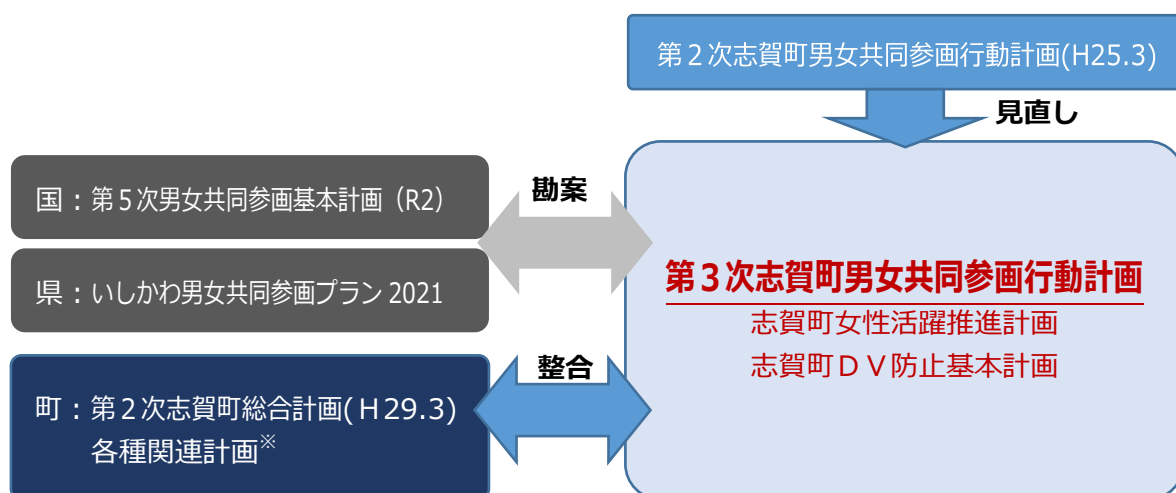 第２次志賀町男女共同参画行動計画(H25.3)
見直し
国：第５次男女共同参画基本計画（R2）
県：いしかわ男女共同参画プラン 2021
勘案
第３次志賀町男女共同参画行動計画
志賀町女性活躍推進計画
志賀町ＤＶ防止基本計画
整合
町：第２次志賀町総合計画(Ｈ29.3)
各種関連計画※